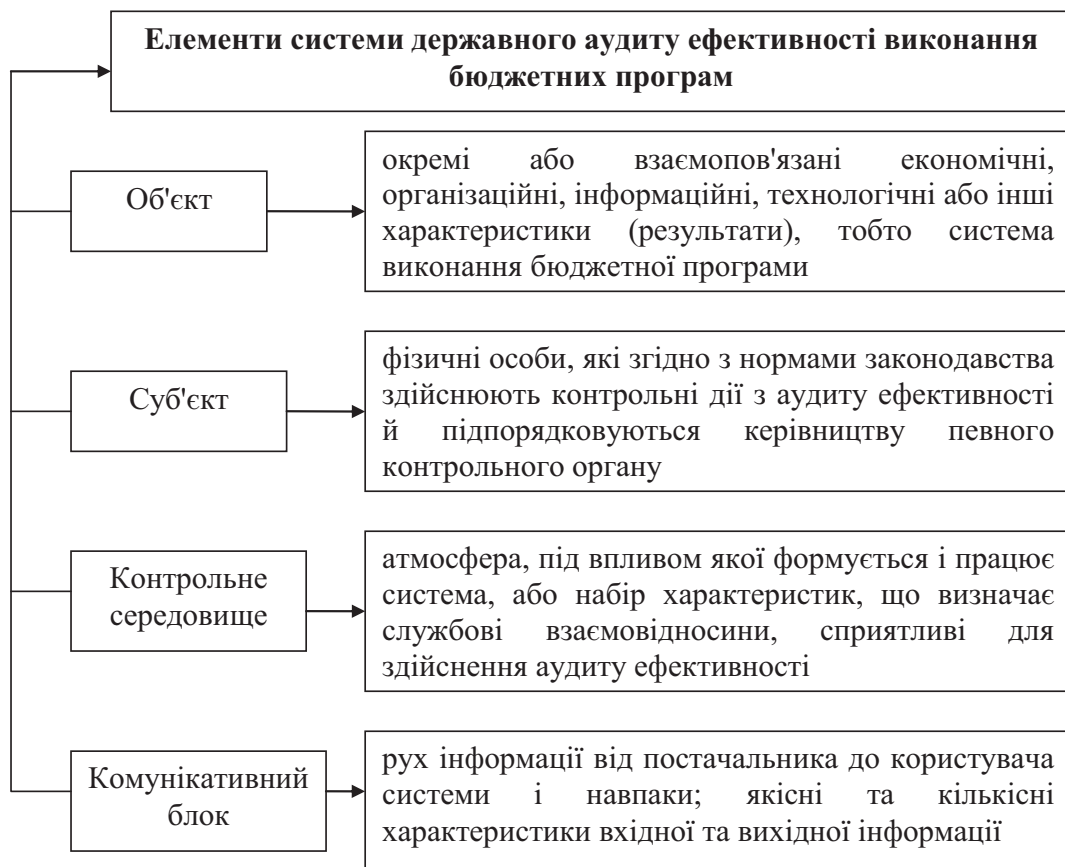 Елементи системи державного аудиту ефективності виконання
бюджетних програм
Об'єкт
окремі або взаємопов'язані економічні,
організаційні, інформаційні, технологічні або інші
характеристики (результати), тобто система
виконання бюджетної програми
Суб'єкт
фізичні особи, які згідно з нормами законодавства
здійснюють контрольні дії з аудиту ефективності
й підпорядковуються керівництву певного
контрольного органу
Контрольне
середовище
атмосфера, під впливом якої формується і працює
система, або набір характеристик, що визначає
службові взаємовідносини, сприятливі для
здійснення аудиту ефективності
Комунікативний
блок
рух інформації від постачальника до користувача
системи і навпаки; якісні та кількісні
характеристики вхідної та вихідної інформації